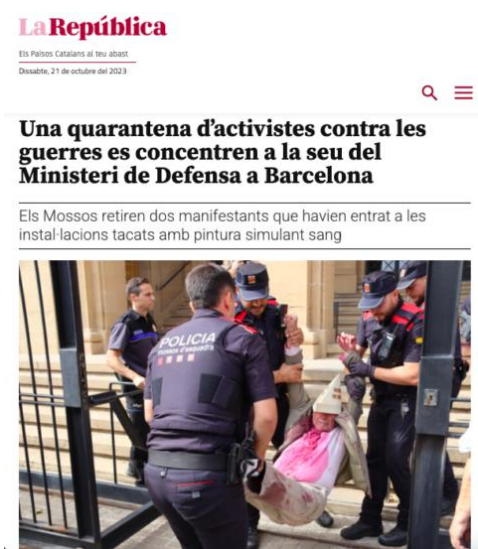 La República
Els Països Catalans al teu abast
Dissabte, 21 de octubre del 2023
Una quarantena d'activistes contra les
guerres es concentren a la seu del
Ministeri de Defensa a Barcelona
Els Mossos retiren dos manifestants que havien entrat a les
instal·lacions tacats amb pintura simulant sang
POLICIA
mossos d'esquadra